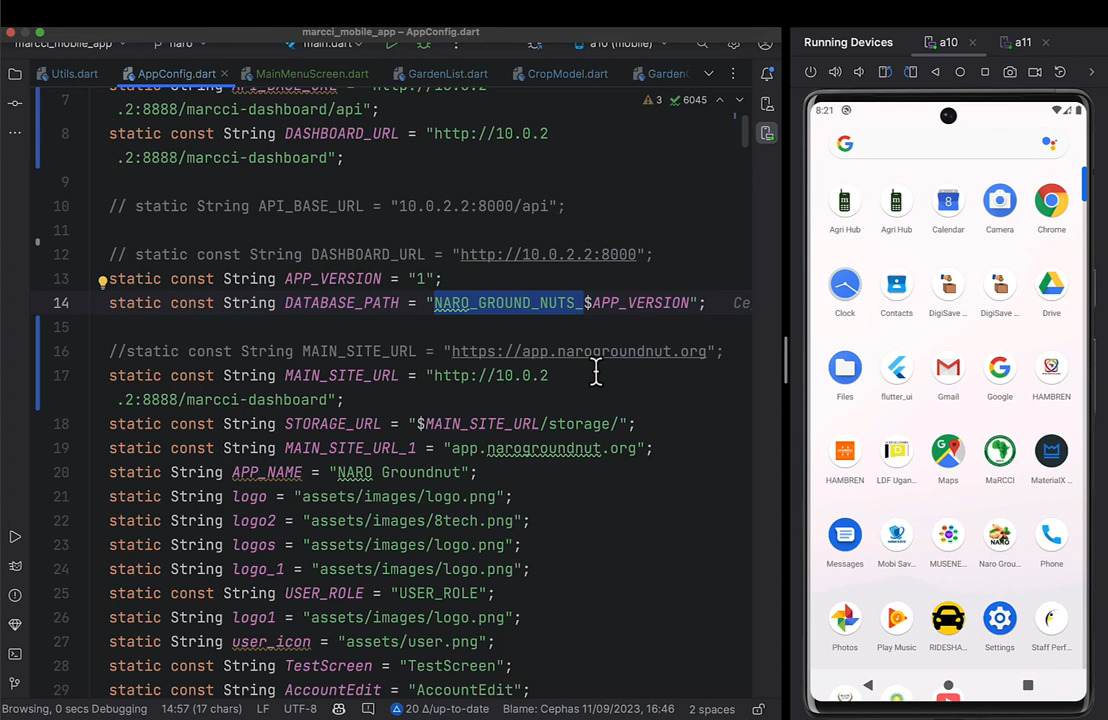 marcci_mobile_app – AppConfig.dart
marcci_mobile_app
naro
main.dart
a10 (mobile)
Utils.dart
AppConfig.dart
MainMenuScreen.dart
GardenList.dart
CropModel.dart
Garden
3
6045
7 static const String API_BASE_URL = "http://10.0.2
.2:8888/marcci-dashboard/api";
8 static const String DASHBOARD_URL = "http://10.0.2
.2:8888/marcci-dashboard";
9
10 // static String API_BASE_URL = "10.0.2.2:8000/api";
11
12 // static const String DASHBOARD_URL = "http://10.0.2.2:8000";
13 static const String APP_VERSION = "1";
14 static const String DATABASE_PATH = "NARO_GROUND_NUTS_$APP_VERSION"; Ce
15
16 //static const String MAIN_SITE_URL = "https://app.narogroundnut.org";
17 static const String MAIN_SITE_URL = "http://10.0.2
.2:8888/marcci-dashboard";
18 static const String STORAGE_URL = "$MAIN_SITE_URL/storage/";
19 static const String MAIN_SITE_URL_1 = "app.narogroundnut.org";
20 static String APP_NAME = "NARO Groundnut";
21 static String logo = "assets/images/logo.png";
22 static String logo2 = "assets/images/8tech.png";
23 static String logos = "assets/images/logo.png";
24 static String logo_1 = "assets/images/logo.png";
25 static String USER_ROLE = "USER_ROLE";
26 static String logo1 = "assets/images/logo.png";
27 static String user_icon = "assets/user.png";
28 static String TestScreen = "TestScreen";
29 static String AccountEdit = "AccountEdit";
Browsing, 0 secs Debugging
14:57 (17 chars)
LF
UTF-8
20 Δ/up-to-date
Blame: Cephas 11/09/2023, 16:46
2 spaces
Running Devices
a10
a11
8:21
Agri Hub
Agri Hub
8
Calendar
Camera
Chrome
Clock
Contacts
DigiSave ...
DigiSave ...
Drive
Files
flutter_ui
Gmail
Google
HAMBREN
HAMBREN
LDF Ugan...
Maps
MaRCCI
MaterialX ...
Messages
Mobi Sav...
MUSENE...
NARO
Naro Grou...
Phone
Photos
Play Music
RIDESHA...
Settings
Staff Perf...